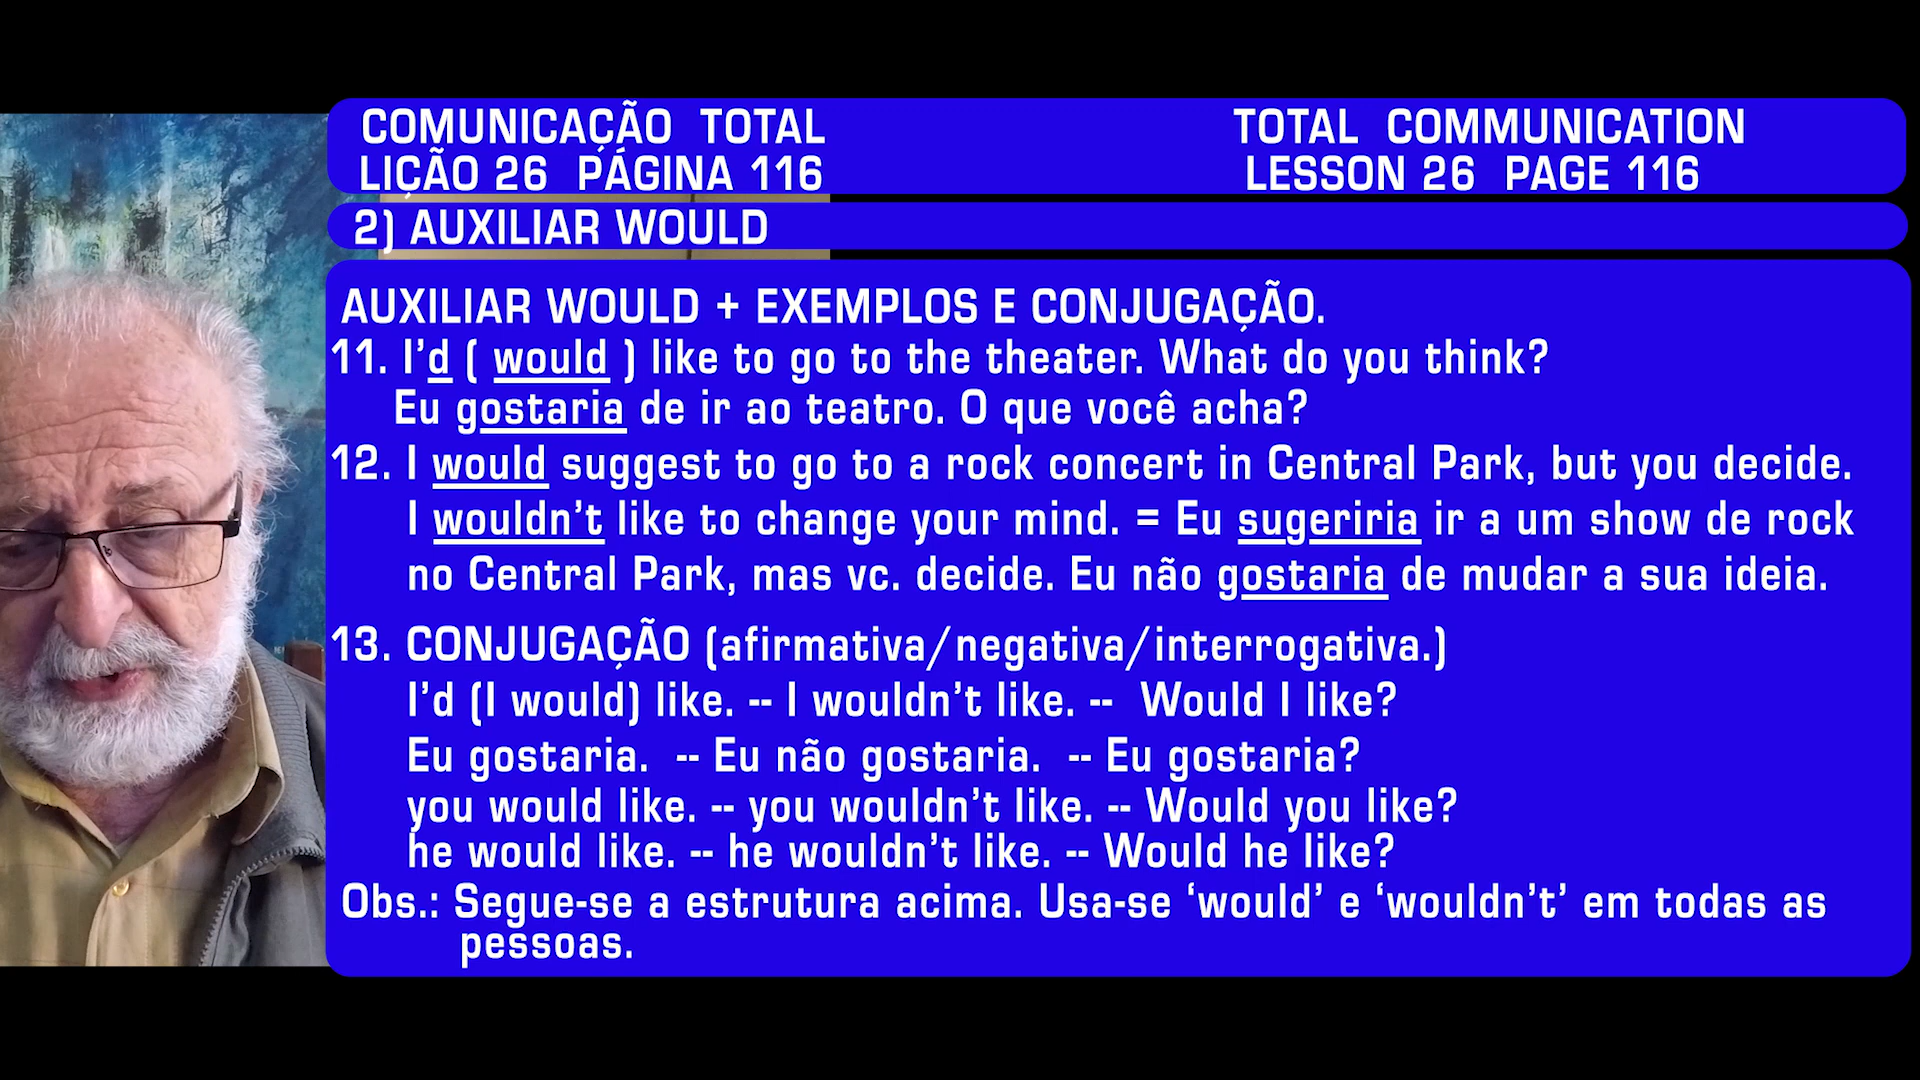 COMUNICAÇÃO TOTAL
LIÇÃO 26 PÁGINA 116
TOTAL COMMUNICATION
LESSON 26 PAGE 116
2) AUXILIAR WOULD
AUXILIAR WOULD + EXEMPLOS E CONJUGAÇÃO.
11. I’d ( would ) like to go to the theater. What do you think?
Eu gostaria de ir ao teatro. O que você acha?
12. I would suggest to go to a rock concert in Central Park, but you decide.
I wouldn’t like to change your mind. = Eu sugeriria ir a um show de rock
no Central Park, mas vc. decide. Eu não gostaria de mudar a sua ideia.
13. CONJUGAÇÃO (afirmativa/negativa/interrogativa.)
I’d (I would) like. -- I wouldn’t like. -- Would I like?
Eu gostaria. -- Eu não gostaria. -- Eu gostaria?
you would like. -- you wouldn’t like. -- Would you like?
he would like. -- he wouldn’t like. -- Would he like?
Obs.: Segue-se a estrutura acima. Usa-se ‘would’ e ‘wouldn’t’ em todas as
pessoas.